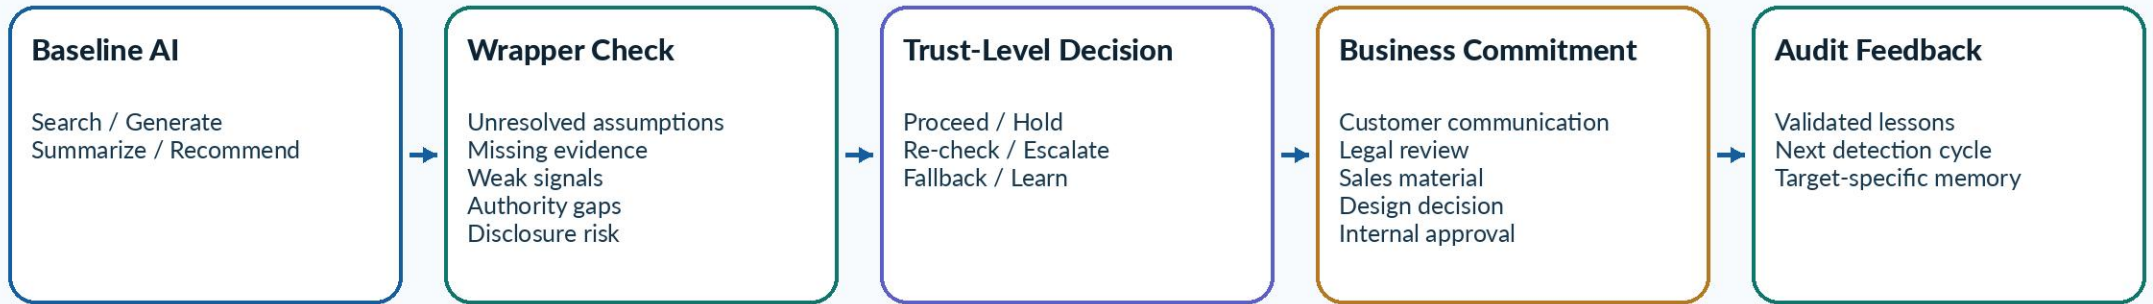 Baseline AI
Search / Generate
Summarize / Recommend
Wrapper Check
Unresolved assumptions
Missing evidence
Weak signals
Authority gaps
Disclosure risk
Trust-Level Decision
Proceed / Hold
Re-check / Escalate
Fallback / Learn
Business Commitment
Customer communication
Legal review
Sales material
Design decision
Internal approval
Audit Feedback
Validated lessons
Next detection cycle
Target-specific memory